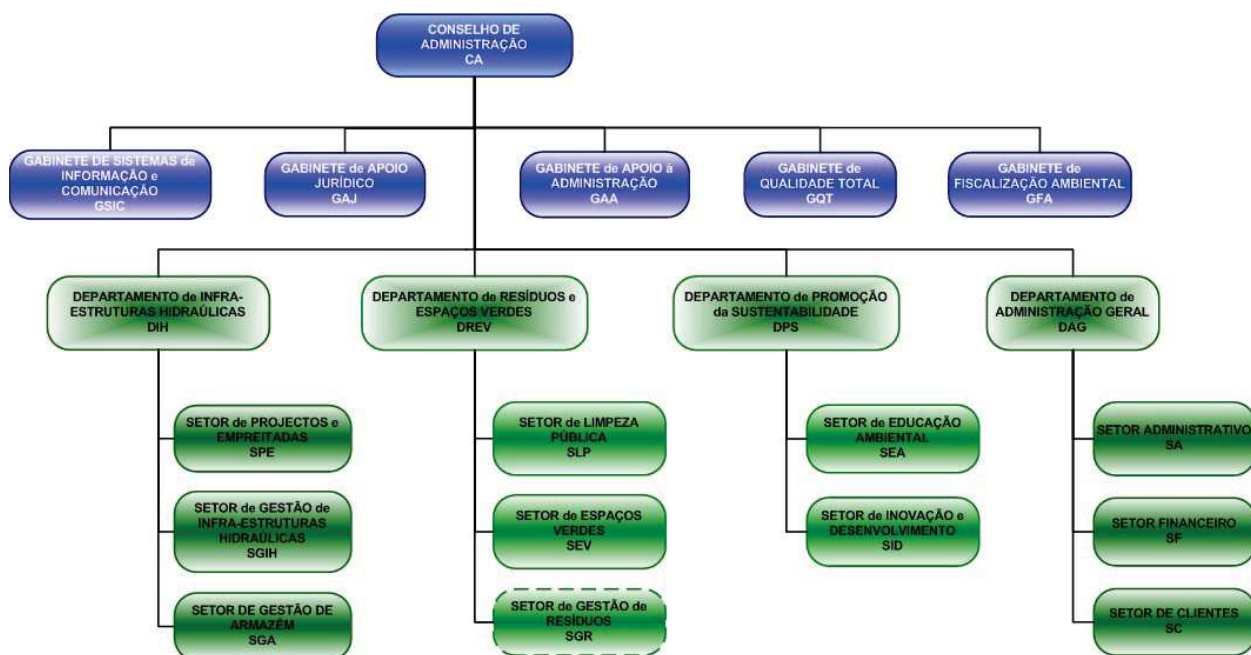 CONSELHO DE
ADMINISTRAÇÃO
CA
GABINETE DE SISTEMAS de
INFORMAÇÃO e
COMUNICAÇÃO
GSIC
GABINETE de APOIO
JURÍDICO
GAJ
GABINETE de APOIO à
ADMINISTRAÇÃO
GAA
GABINETE de
QUALIDADE TOTAL
GQT
GABINETE de
FISCALIZAÇÃO AMBIENTAL
GFA
DEPARTAMENTO de INFRA-
ESTRUTURAS HIDRAÚLICAS
DIH
DEPARTAMENTO de RESÍDUOS e
ESPAÇOS VERDES
DREV
DEPARTAMENTO de PROMOÇÃO
da SUSTENTABILIDADE
DPS
DEPARTAMENTO de
ADMINISTRAÇÃO GERAL
DAG
SETOR de PROJECTOS e
EMPREITADAS
SPE
SETOR de GESTÃO de
INFRA-ESTRUTURAS
HIDRAÚLICAS
SGIH
SETOR DE GESTÃO DE
ARMAZÉM
SGA
SETOR de LIMPEZA
PÚBLICA
SLP
SETOR de ESPAÇOS
VERDES
SEV
SETOR de GESTÃO de
RESÍDUOS
SGR
SETOR de EDUCAÇÃO
AMBIENTAL
SEA
SETOR de INOVAÇÃO e
DESENVOLVIMENTO
SID
SETOR ADMINISTRATIVO
SA
SETOR FINANCEIRO
SF
SETOR DE CLIENTES
SC